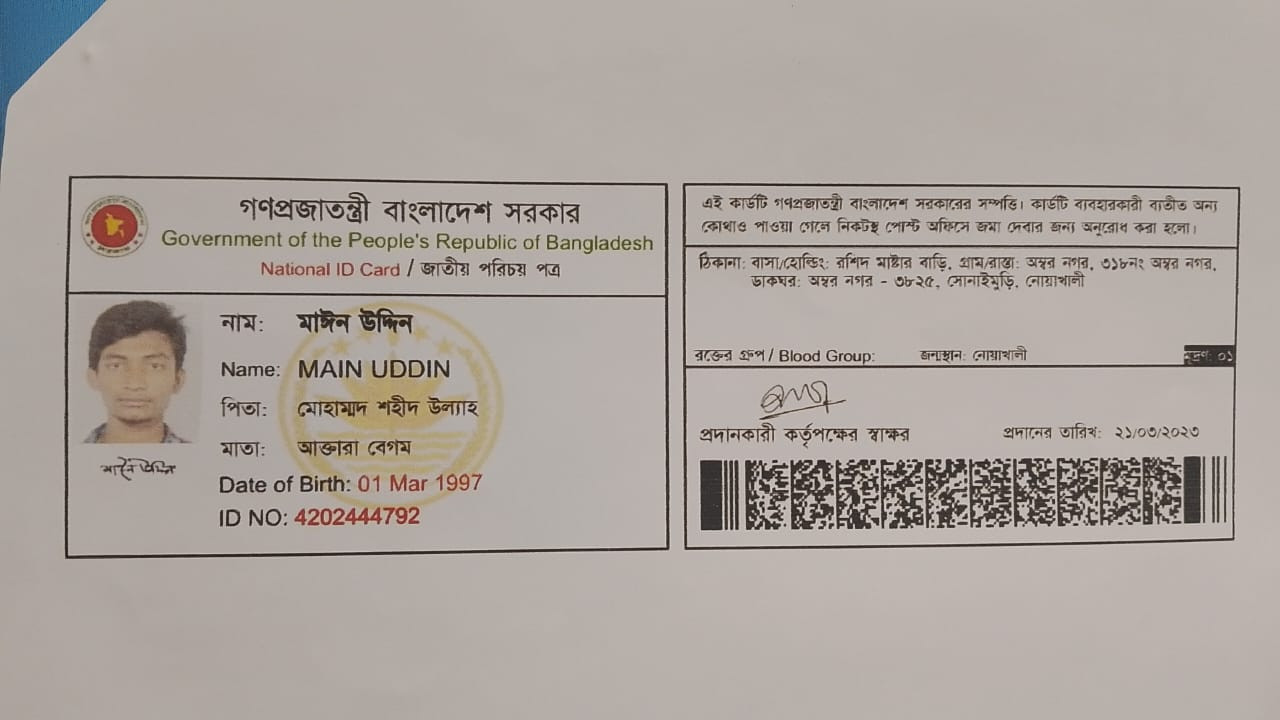 গণপ্রজাতন্ত্রী বাংলাদেশ সরকার
Government of the People's Republic of Bangladesh
National ID Card / জাতীয় পরিচয় পত্র
নাম: মাঈন উদ্দিন
Name: MAIN UDDIN
পিতা: মোহাম্মদ শহীদ উল্যাহ
মাতা: আক্তারা বেগম
Date of Birth: 01 Mar 1997
ID NO: 4202444792
মাঈন উদ্দিন
এই কার্ডটি গণপ্রজাতন্ত্রী বাংলাদেশ সরকারের সম্পত্তি। কার্ডটি ব্যবহারকারী ব্যতীত অন্য
কোথাও পাওয়া গেলে নিকটস্থ পোস্ট অফিসে জমা দেবার জন্য অনুরোধ করা হলো।
ঠিকানা: বাসা/হোল্ডিং: রশিদ মাষ্টার বাড়ি, গ্রাম/রাস্তা: অম্বর নগর, ৩১৮নং অম্বর নগর,
ডাকঘর: অম্বর নগর - ৩৮২৫, সোনাইমুড়ি, নোয়াখালী
রক্তের গ্রুপ / Blood Group: জন্মস্থান: নোয়াখালী মুদ্রণ: ০১
প্রদানকারী কর্তৃপক্ষের স্বাক্ষর প্রদানের তারিখ: ২১/০৩/২০২৩